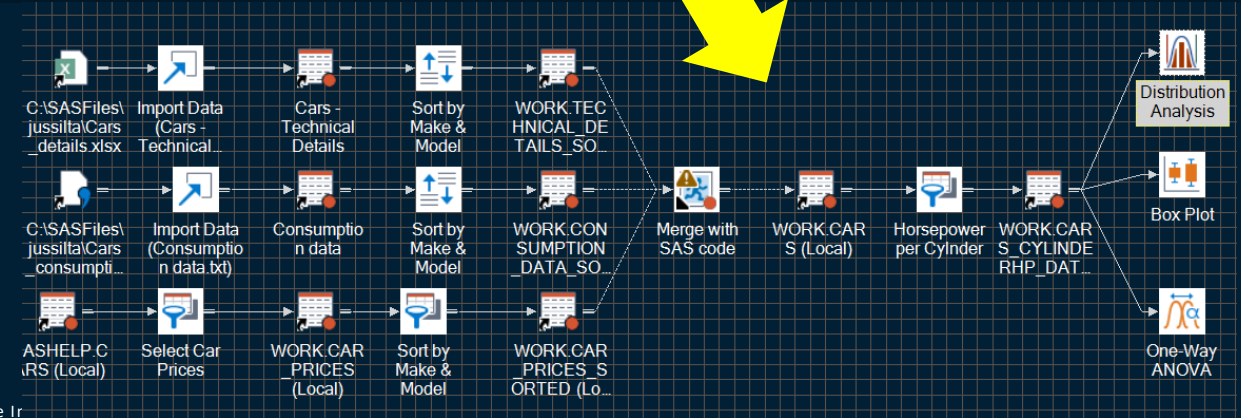 C:\SASFiles\
jussilta\Cars
_details.xlsx
Import Data
(Cars -
Technical...
Cars -
Technical
Details
Sort by
Make &
Model
WORK.TEC
HNICAL_DE
TAILS_SO...
Distribution
Analysis
C:\SASFiles\
jussilta\Cars
_consumpti...
Import Data
(Consumptio
n data.txt)
Consumptio
n data
Sort by
Make &
Model
WORK.CON
SUMPTION
_DATA_SO...
Merge with
SAS code
WORK.CAR
S (Local)
Horsepower
per Cylnder
WORK.CAR
S_CYLINDE
RHP_DAT...
Box Plot
ASHELP.C
ARS (Local)
Select Car
Prices
WORK.CAR
_PRICES
(Local)
Sort by
Make &
Model
WORK.CAR
_PRICES_S
ORTED (Lo...
One-Way
ANOVA